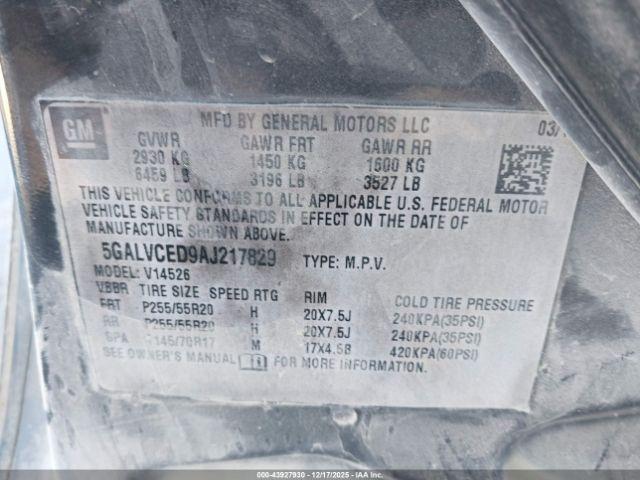 GM
MFD BY GENERAL MOTORS LLC 03/
GVWR GAWR FRT GAWR RR
2930 KG 1450 KG 1600 KG
6459 LB 3196 LB 3527 LB
THIS VEHICLE CONFORMS TO ALL APPLICABLE U.S. FEDERAL MOTOR
VEHICLE SAFETY STANDARDS IN EFFECT ON THE DATE OF
MANUFACTURE SHOWN ABOVE.
5GALVCED9AJ217829 TYPE: M.P.V.
MODEL: V14526
VBBR TIRE SIZE SPEED RTG RIM COLD TIRE PRESSURE
FRT P255/55R20 H 20X7.5J 240KPA(35PSI)
RR P255/55R20 H 20X7.5J 240KPA(35PSI)
SPA T145/70R17 M 17X4.5B 420KPA(60PSI)
SEE OWNER'S MANUAL FOR MORE INFORMATION.
000-43927930 - 12/17/2025 - IAAI.COM